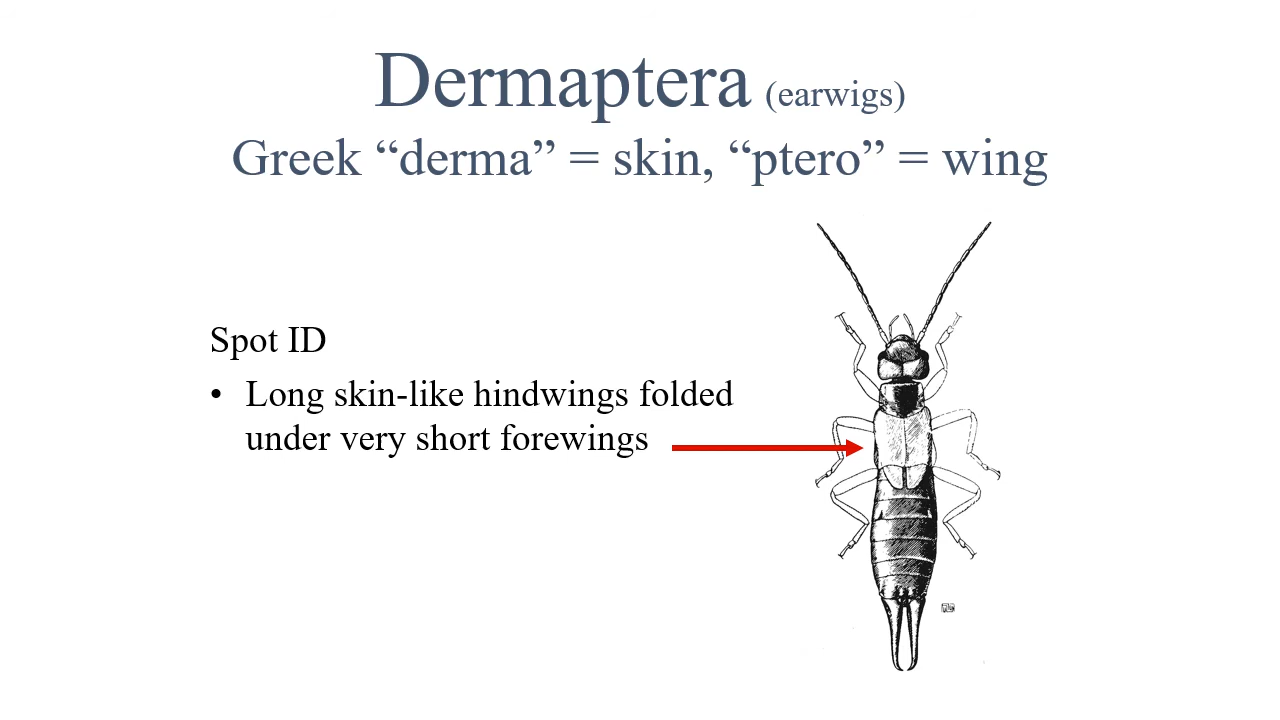 Dermaptera (earwigs)
Greek “derma” = skin, “ptero” = wing
Spot ID
• Long skin-like hindwings folded
under very short forewings